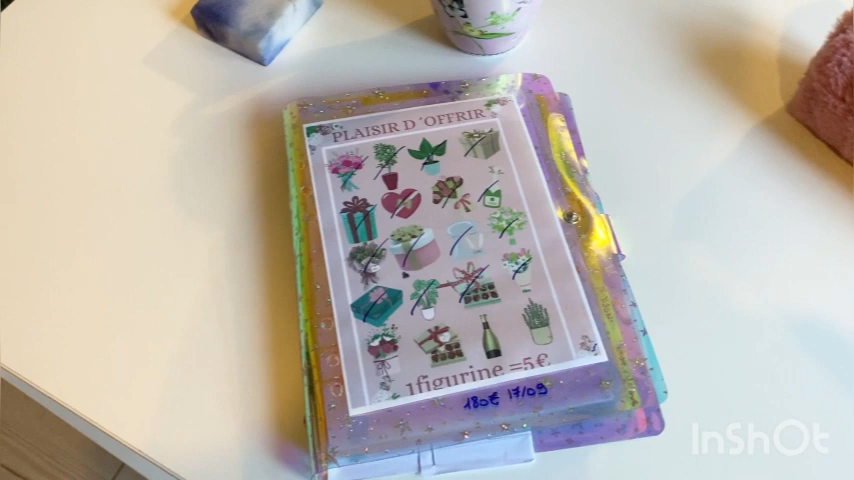 PLAISIR D 'OFFRIR
1figurine =5€
180€ 17/09
InShOt